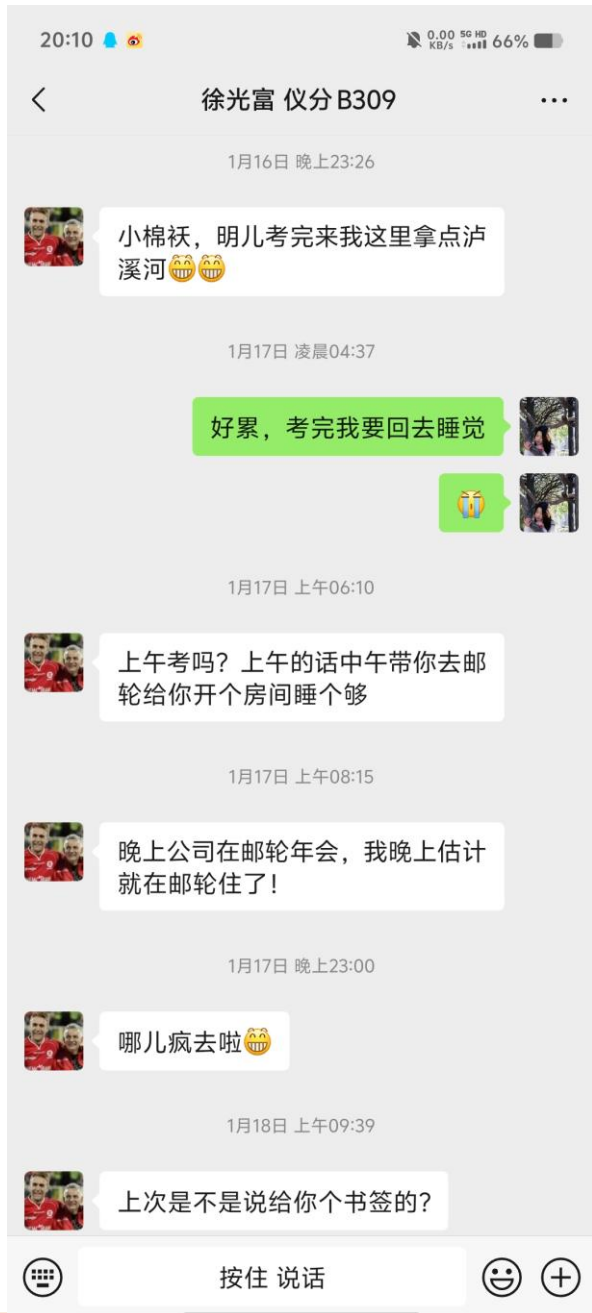 20:10
0.00 KB/s 5G HD 66%
徐光富 仪分B309
1月16日 晚上23:26
小棉袄，明儿考完来我这里拿点泸
溪河😁😁
1月17日 凌晨04:37
好累，考完我要回去睡觉
😭
1月17日 上午06:10
上午考吗？上午的话中午带你去邮
轮给你开个房间睡个够
1月17日 上午08:15
晚上公司在邮轮年会，我晚上估计
就在邮轮住了！
1月17日 晚上23:00
哪儿疯去啦😁
1月18日 上午09:39
上次是不是说给你个书签的？
按住 说话